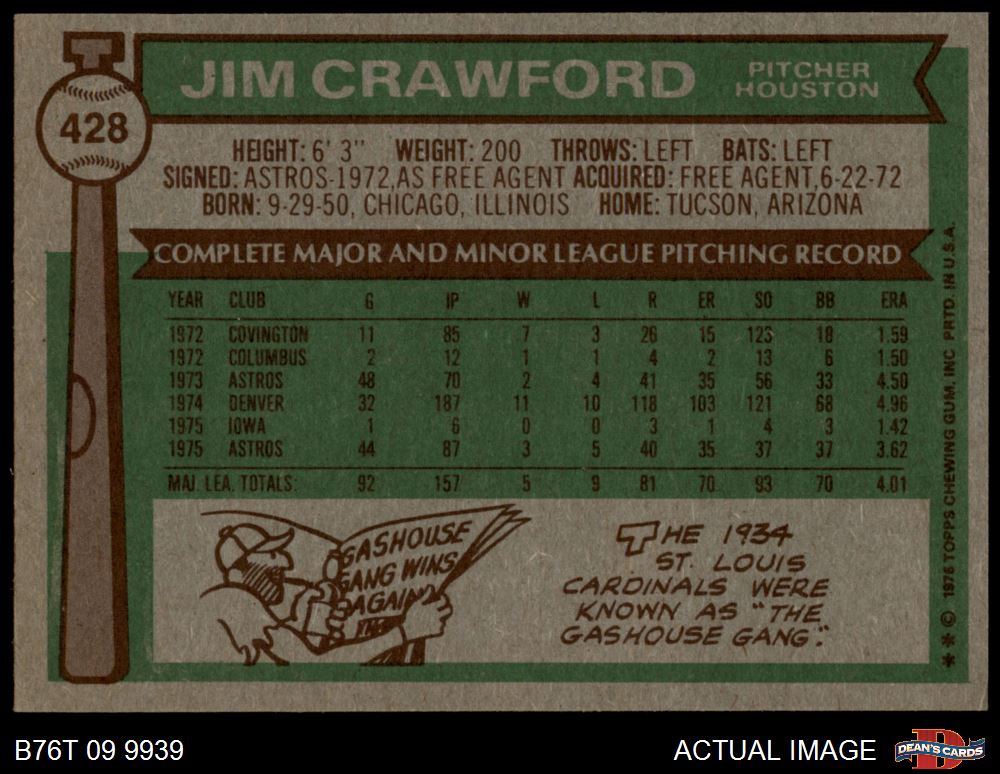 JIM CRAWFORD
PITCHER
HOUSTON
428
HEIGHT: 6' 3" WEIGHT: 200 THROWS: LEFT BATS: LEFT
SIGNED: ASTROS-1972,AS FREE AGENT ACQUIRED: FREE AGENT,6-22-72
BORN: 9-29-50, CHICAGO, ILLINOIS HOME: TUCSON, ARIZONA
COMPLETE MAJOR AND MINOR LEAGUE PITCHING RECORD
YEAR CLUB G IP W L R ER SO BB ERA
1972 COVINGTON 11 85 7 3 26 15 123 18 1.59
1972 COLUMBUS 2 12 1 1 4 2 13 6 1.50
1973 ASTROS 48 70 2 4 41 35 56 33 4.50
1974 DENVER 32 187 11 10 118 103 121 68 4.96
1975 IOWA 1 6 0 0 3 1 4 3 1.42
1975 ASTROS 44 87 3 5 40 35 37 37 3.62
MAJ. LEA. TOTALS: 92 157 5 9 81 70 93 70 4.01
GASHOUSE
GANG WINS
AGAIN
THE 1934
ST. LOUIS
CARDINALS WERE
KNOWN AS "THE
GASHOUSE GANG".
** © 1976 TOPPS CHEWING GUM, INC. PRTD. IN U.S.A.
B76T 09 9939
ACTUAL IMAGE
D
DEAN'S CARDS